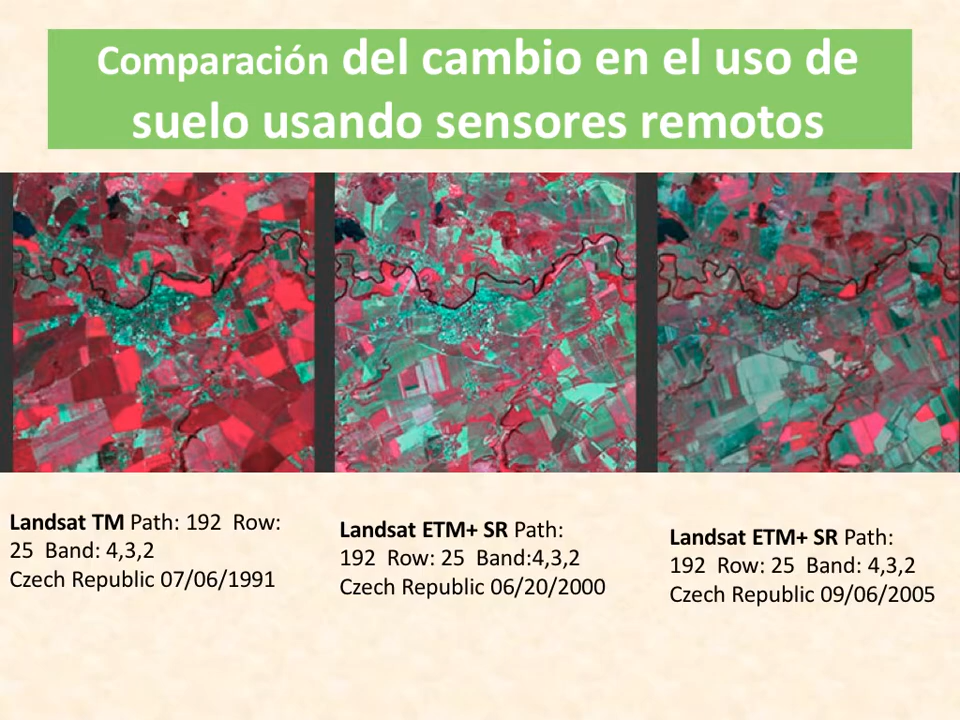 Comparación del cambio en el uso de
suelo usando sensores remotos
Landsat TM Path: 192 Row:
25 Band: 4,3,2
Czech Republic 07/06/1991
Landsat ETM+ SR Path:
192 Row: 25 Band:4,3,2
Czech Republic 06/20/2000
Landsat ETM+ SR Path:
192 Row: 25 Band: 4,3,2
Czech Republic 09/06/2005